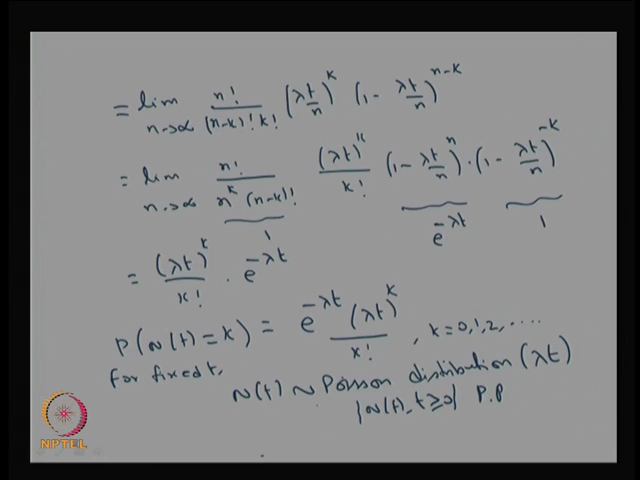 = lim n→∞ n!/((n-k)! k!) (λt/n)^k (1 - λt/n)^(n-k)
= lim n→∞ n!/(n^k (n-k)!) (λt)^k/k! (1 - λt/n)^n · (1 - λt/n)^(-k)
1 e^(-λt) 1
= (λt)^k/k! · e^(-λt)
P(N(t)=k) = e^(-λt) (λt)^k/k! , k=0,1,2,....
for fixed t,
N(t) ~ Poisson distribution (λt)
{N(t), t≥0} P.P
NPTEL